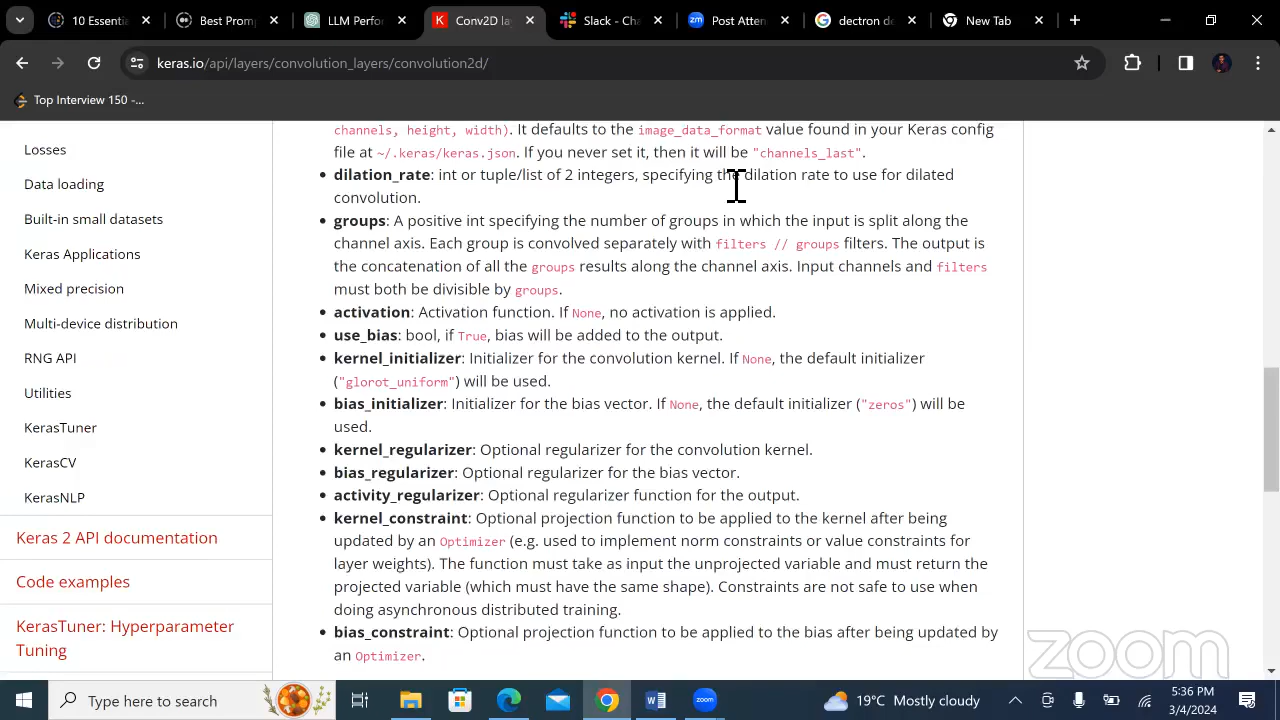 10 Essenti
Best Promp
LLM Perfo
Conv2D la
Slack - Cha
Post Atten
dectron de
New Tab
keras.io/api/layers/convolution_layers/convolution2d/
Top Interview 150 -...
Losses
Data loading
Built-in small datasets
Keras Applications
Mixed precision
Multi-device distribution
RNG API
Utilities
KerasTuner
KerasCV
KerasNLP
Keras 2 API documentation
Code examples
KerasTuner: Hyperparameter
Tuning
channels, height, width). It defaults to the image_data_format value found in your Keras config
file at ~/.keras/keras.json. If you never set it, then it will be "channels_last".
• dilation_rate: int or tuple/list of 2 integers, specifying the dilation rate to use for dilated
convolution.
• groups: A positive int specifying the number of groups in which the input is split along the
channel axis. Each group is convolved separately with filters // groups filters. The output is
the concatenation of all the groups results along the channel axis. Input channels and filters
must both be divisible by groups.
• activation: Activation function. If None, no activation is applied.
• use_bias: bool, if True, bias will be added to the output.
• kernel_initializer: Initializer for the convolution kernel. If None, the default initializer
("glorot_uniform") will be used.
• bias_initializer: Initializer for the bias vector. If None, the default initializer ("zeros") will be
used.
• kernel_regularizer: Optional regularizer for the convolution kernel.
• bias_regularizer: Optional regularizer for the bias vector.
• activity_regularizer: Optional regularizer function for the output.
• kernel_constraint: Optional projection function to be applied to the kernel after being
updated by an Optimizer (e.g. used to implement norm constraints or value constraints for
layer weights). The function must take as input the unprojected variable and must return the
projected variable (which must have the same shape). Constraints are not safe to use when
doing asynchronous distributed training.
• bias_constraint: Optional projection function to be applied to the bias after being updated by
an Optimizer.
zoom
Type here to search
zoom
19°C Mostly cloudy
5:36 PM
3/4/2024